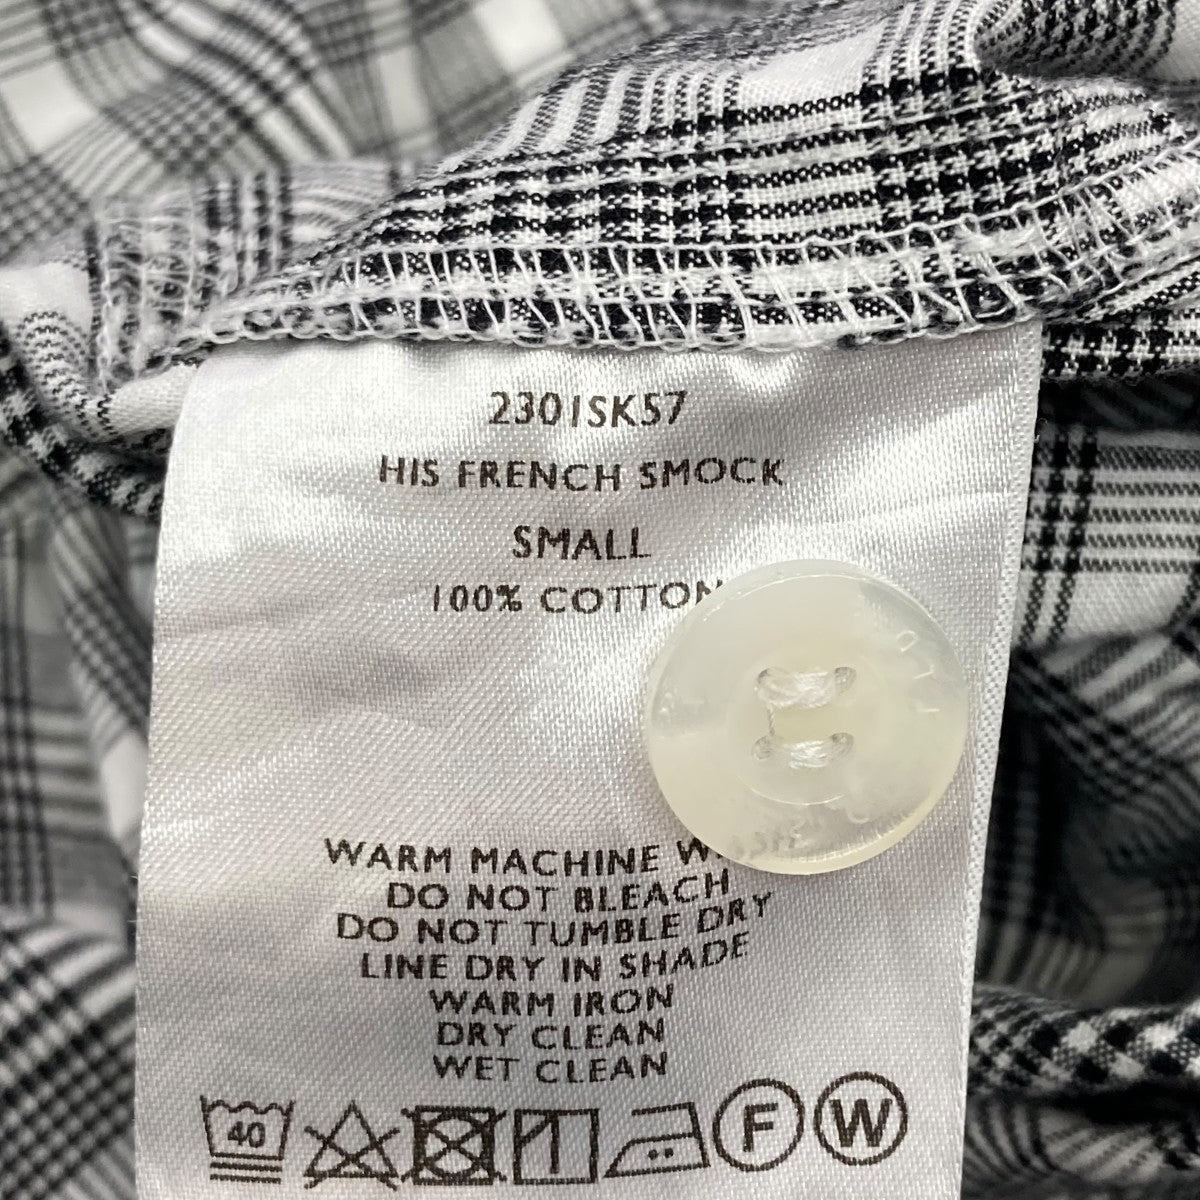 2301SK57
HIS FRENCH SMOCK
SMALL
100% COTTON
WARM MACHINE
DO NOT BLEACH
DO NOT TUMBLE DRY
LINE DRY IN SHADE
WARM IRON
DRY CLEAN
WET CLEAN
40
F
W